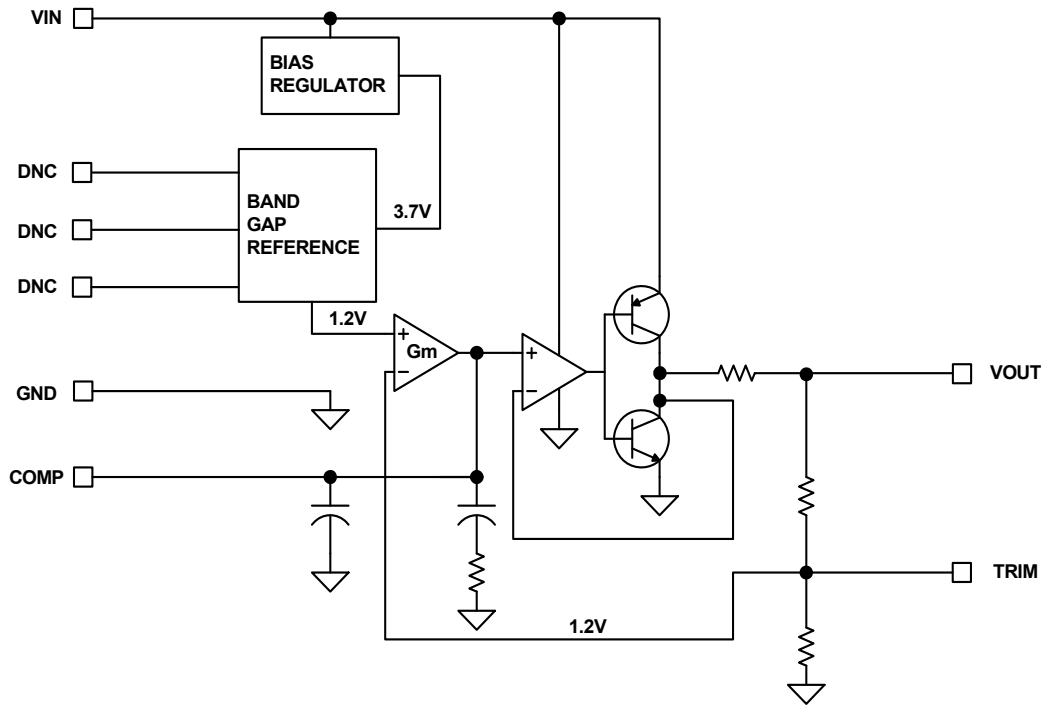 VIN
BIAS
REGULATOR
DNC
BAND
GAP
REFERENCE
3.7V
DNC
DNC
1.2V
+
Gm
−
+
−
VOUT
GND
COMP
TRIM
1.2V